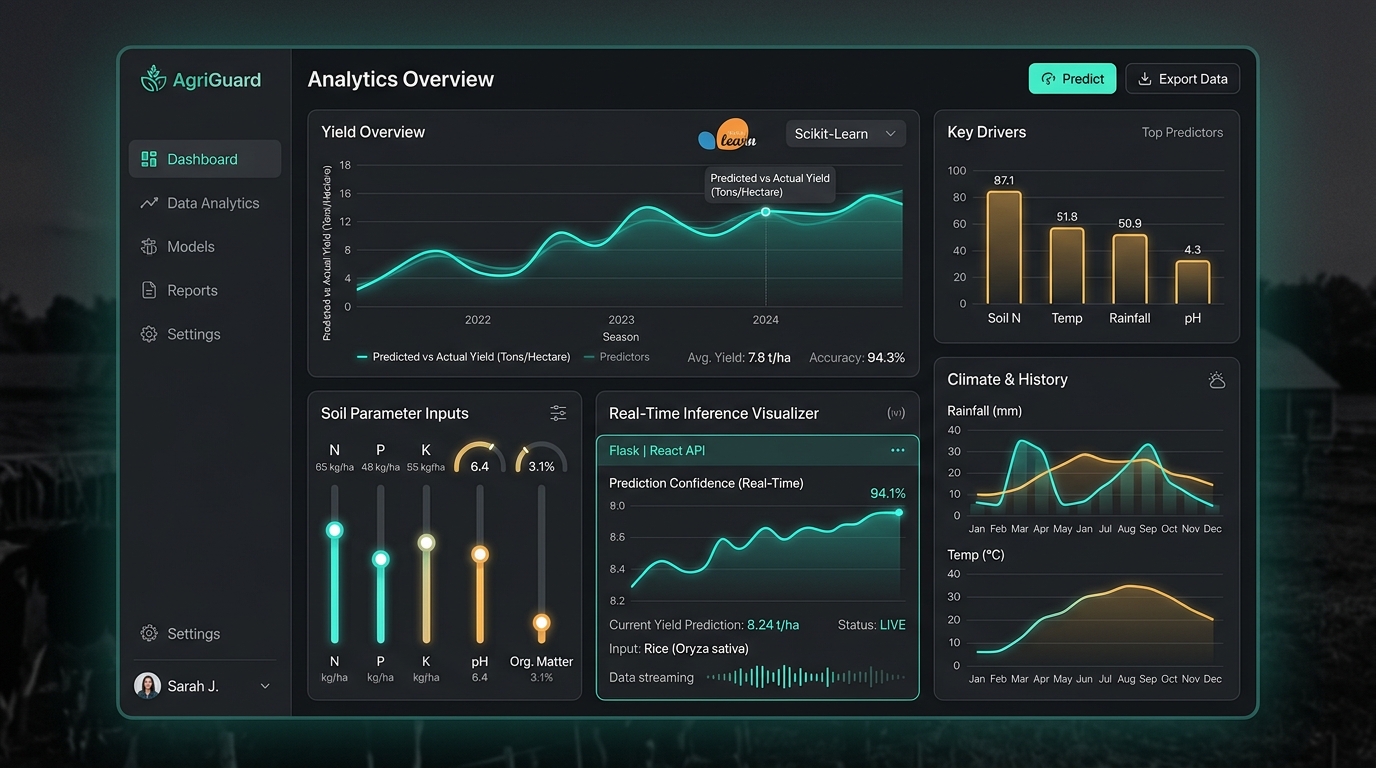 AgriGuard
Dashboard
Data Analytics
Models
Reports
Settings
Settings
Sarah J.
Analytics Overview
Predict
Export Data
Yield Overview
learn
Scikit-Learn
Predicted vs Actual Yield
(Tons/Hectare)
18
16
12
8
4
0
2022
2023
2024
Season
Predicted vs Actual Yield (Tons/Hectare)
Predictors
Avg. Yield: 7.8 t/ha
Accuracy: 94.3%
Key Drivers
Top Predictors
100
80
60
40
20
0
87.1
51.8
50.9
4.3
Soil N
Temp
Rainfall
pH
Soil Parameter Inputs
N
P
K
65 kg/ha
48 kg/ha
55 kg/ha
6.4
3.1%
N
P
K
pH
Org. Matter
kg/ha
kg/ha
kg/ha
6.4
3.1%
Real-Time Inference Visualizer
Flask | React API
Prediction Confidence (Real-Time)
94.1%
8.0
8.6
8.4
8.2
Current Yield Prediction: 8.24 t/ha
Status: LIVE
Input: Rice (Oryza sativa)
Data streaming
Climate & History
Rainfall (mm)
40
30
20
10
0
Jan Feb Mar Apr May Jan Jul Aug Sep Oct Nov Dec
Temp (°C)
40
30
20
10
0
Jan Feb Mar Apr May Jun Jul Aug Sep Oct Nov Dec